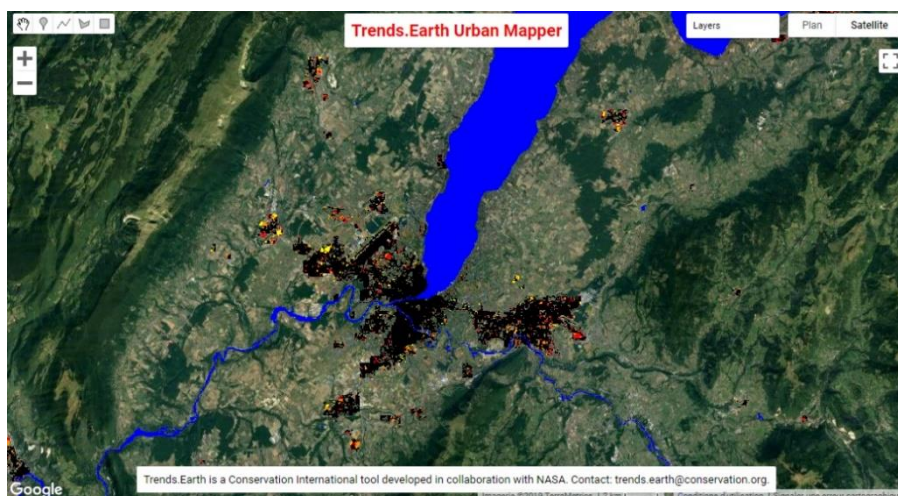 Trends.Earth Urban Mapper
Layers
Plan
Satellite
Trends.Earth is a Conservation International tool developed in collaboration with NASA. Contact: trends.earth@conservation.org.
Google